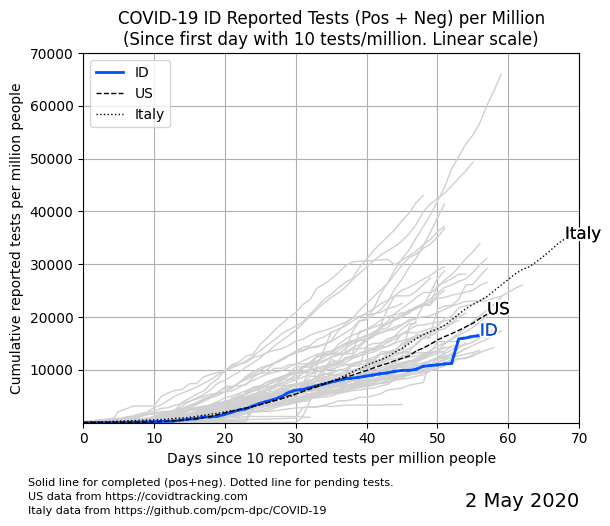 COVID-19 ID Reported Tests (Pos + Neg) per Million
(Since first day with 10 tests/million. Linear scale)
Cumulative reported tests per million people
70000
60000
50000
40000
30000
20000
10000
ID
US
Italy
Italy
US
ID
0 10 20 30 40 50 60 70
Days since 10 reported tests per million people
Solid line for completed (pos+neg). Dotted line for pending tests.
US data from https://covidtracking.com
Italy data from https://github.com/pcm-dpc/COVID-19
2 May 2020